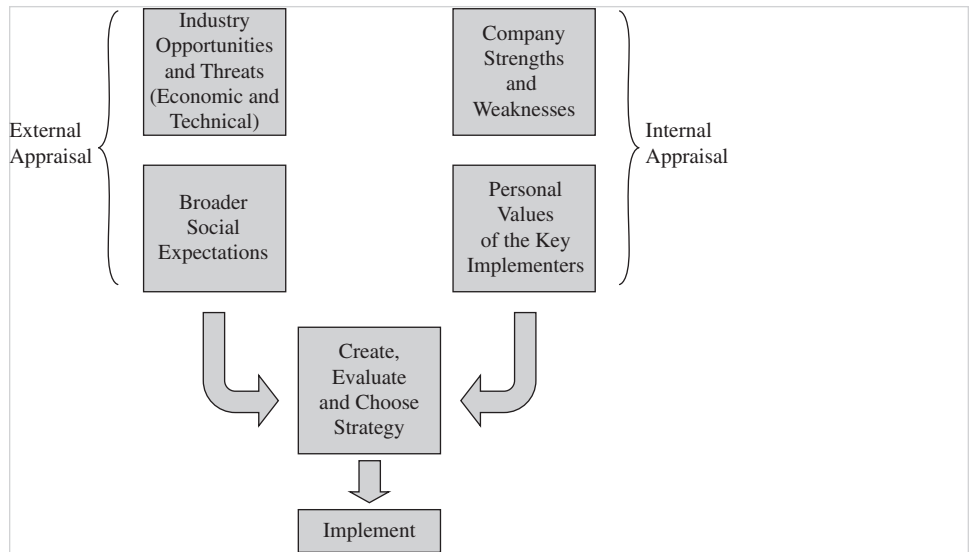 Industry
Opportunities
and Threats
(Economic and
Technical)
Company
Strengths
and
Weaknesses
External
Appraisal
Internal
Appraisal
Broader
Social
Expectations
Personal
Values
of the Key
Implementers
Create,
Evaluate
and Choose
Strategy
Implement